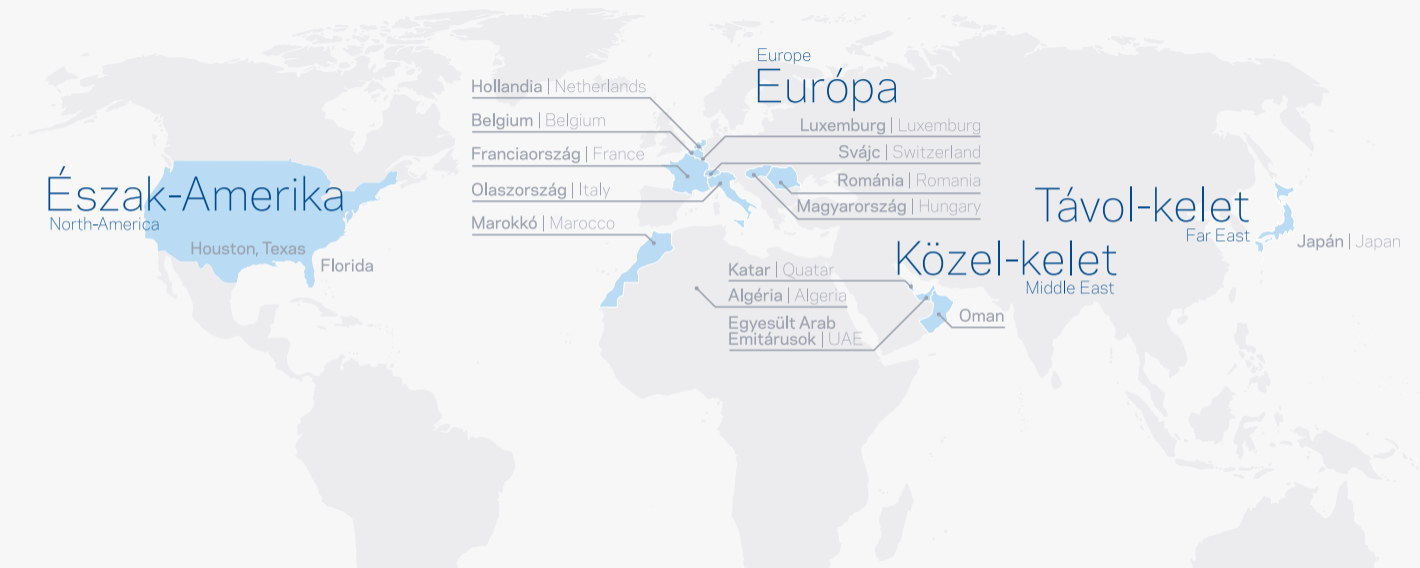 Észak-Amerika
North-America
Houston, Texas
Florida
Europe
Európa
Hollandia | Netherlands
Belgium | Belgium
Franciaország | France
Olaszország | Italy
Marokkó | Marocco
Luxemburg | Luxemburg
Svájc | Switzerland
Románia | Romania
Magyarország | Hungary
Közel-kelet
Middle East
Katar | Quatar
Algéria | Algeria
Egyesült Arab
Emitárusok | UAE
Oman
Távol-kelet
Far East
Japán | Japan